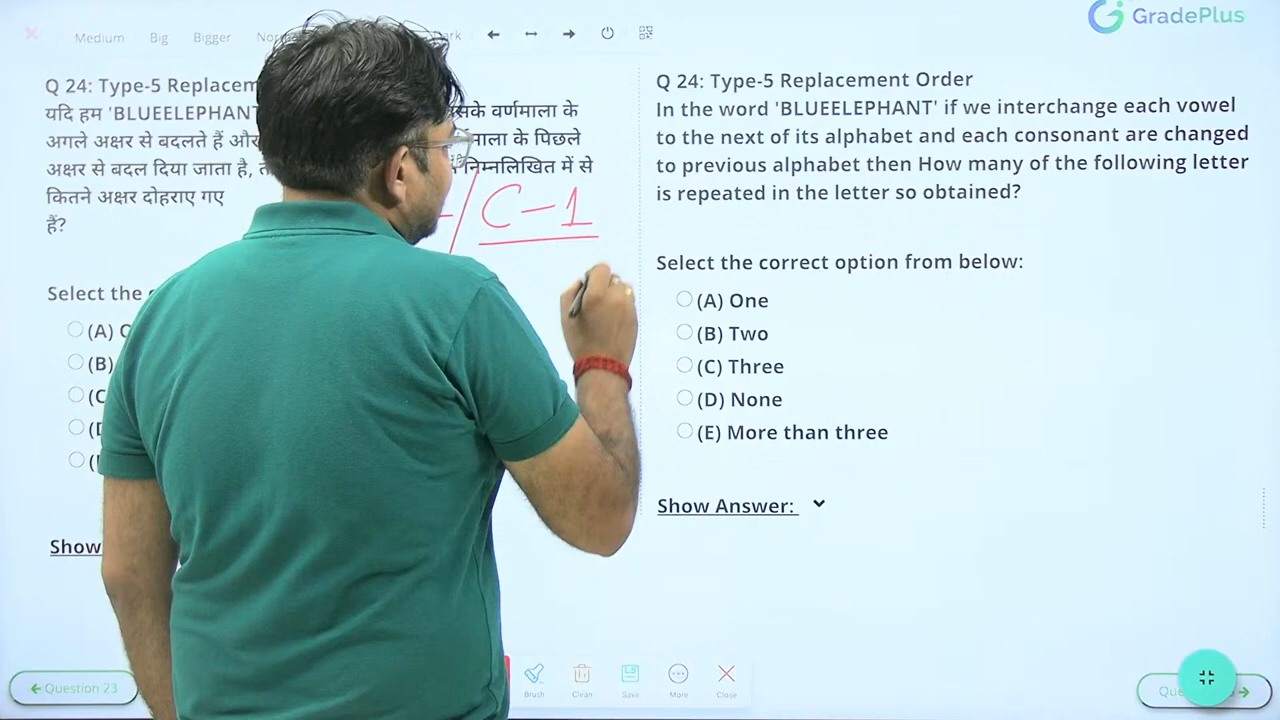 GradePlus
Medium Big Bigger
Q 24: Type-5
यदि हम 'BLUEELEPHANT
के वर्णमाला के
अगले अक्षर से बदलते हैं और
के पिछले
अक्षर से बदल दिया जाता है,
निम्नलिखित में से
कितने अक्षर दोहराए गए
हैं?
C-1
Select the
(A)
(B)
Show
Q 24: Type-5 Replacement Order
In the word 'BLUEELEPHANT' if we interchange each vowel
to the next of its alphabet and each consonant are changed
to previous alphabet then How many of the following letter
is repeated in the letter so obtained?
Select the correct option from below:
(A) One
(B) Two
(C) Three
(D) None
(E) More than three
Show Answer:
Question 23
Brush Clean Save More Close